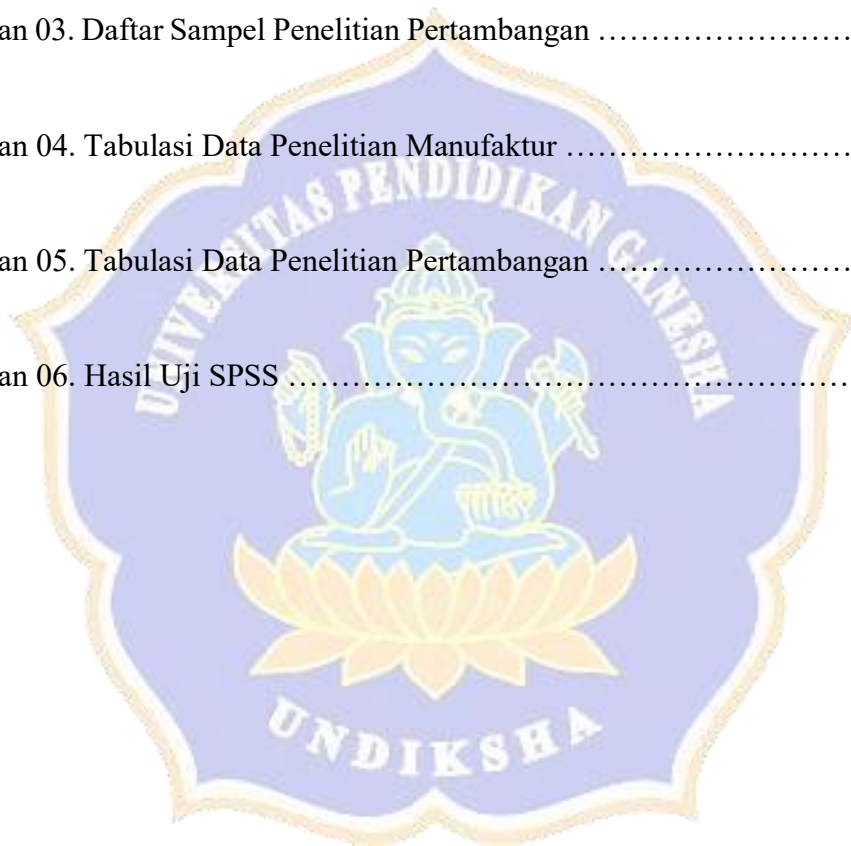 an 03. Daftar Sampel Penelitian Pertambangan ……………………
an 04. Tabulasi Data Penelitian Manufaktur ………………………
UNIVERSITAS PENDIDIKAN GANESHA
an 05. Tabulasi Data Penelitian Pertambangan ……………………
an 06. Hasil Uji SPSS ………………………………………….……
UNDIKSHA